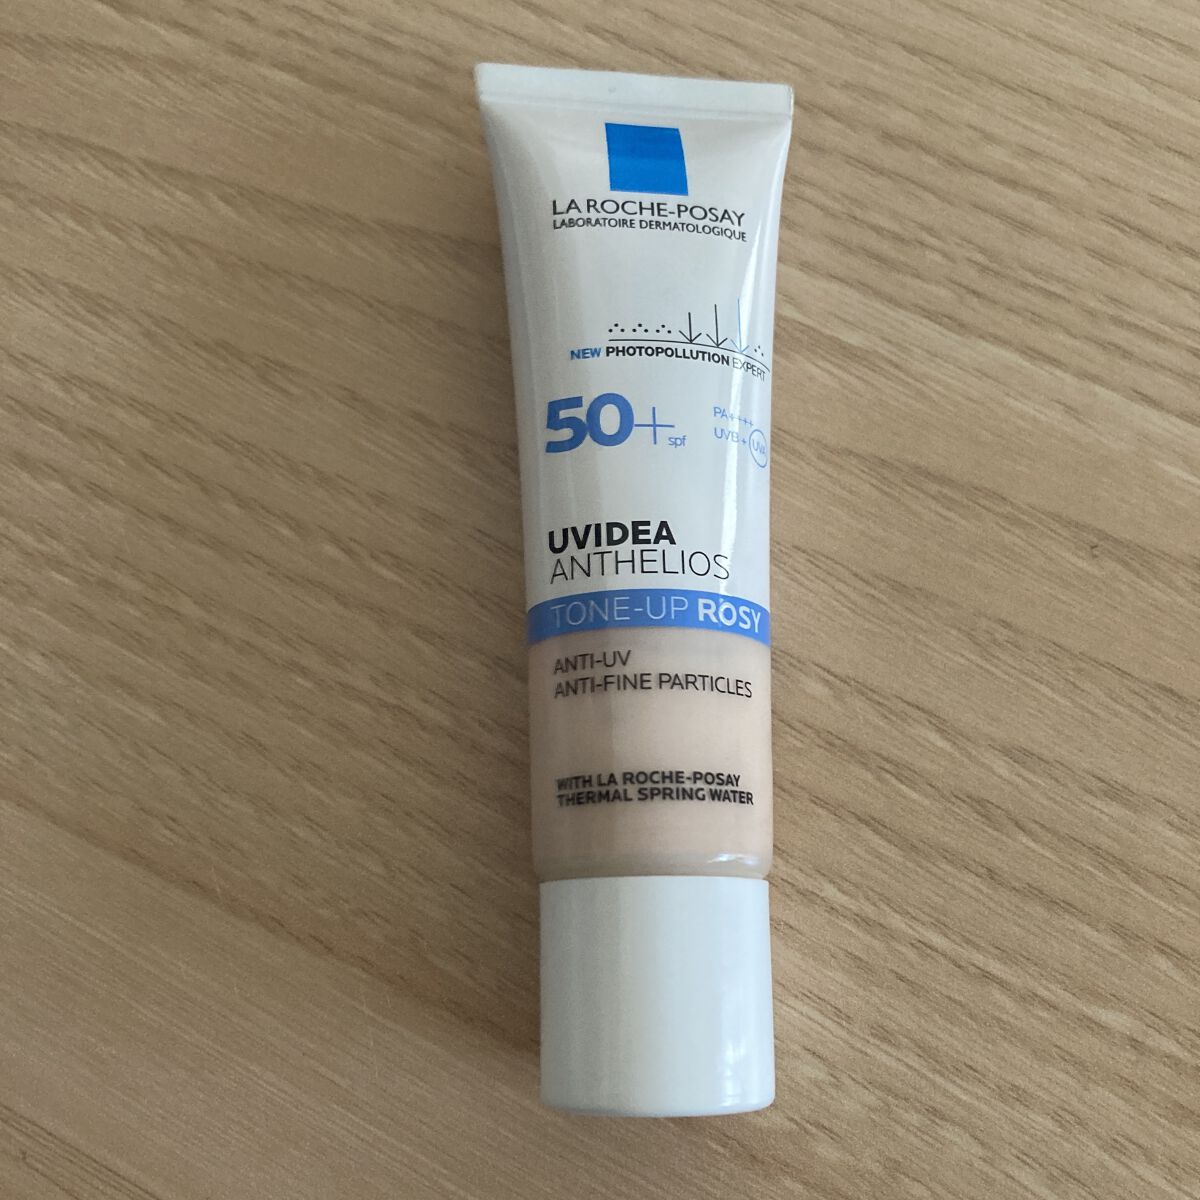 LA ROCHE-POSAY
LABORATOIRE DERMATOLOGIQUE
NEW PHOTOPOLLUTION EXPERT
50+ spf
PA++++
UVB + UVA
UVIDEA
ANTHELIOS
TONE-UP ROSY
ANTI-UV
ANTI-FINE PARTICLES
WITH LA ROCHE-POSAY
THERMAL SPRING WATER